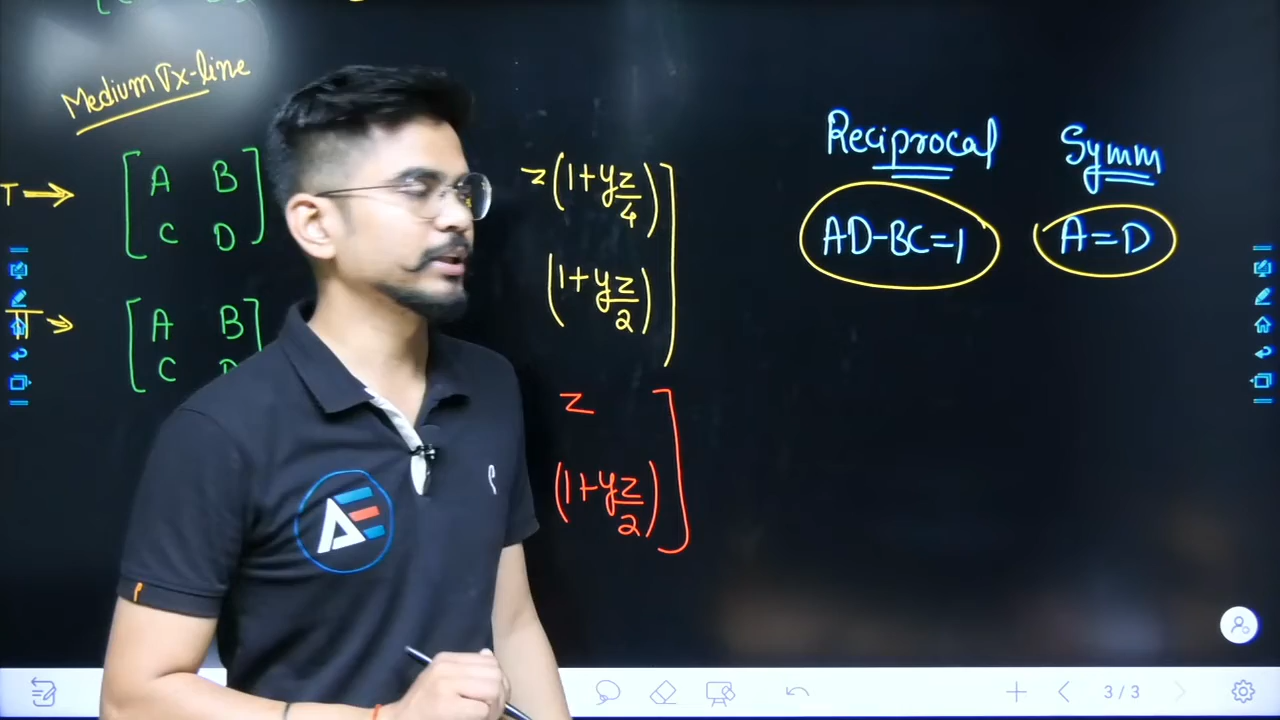 Medium Tx-line
T → [ A B
C D ]
z(1+yz/4)
(1+yz/2) ]
π → [ A B
C D ]
z
(1+yz/2) ]
Reciprocal
AD-BC=1
Symm
A=D
AE
3/3